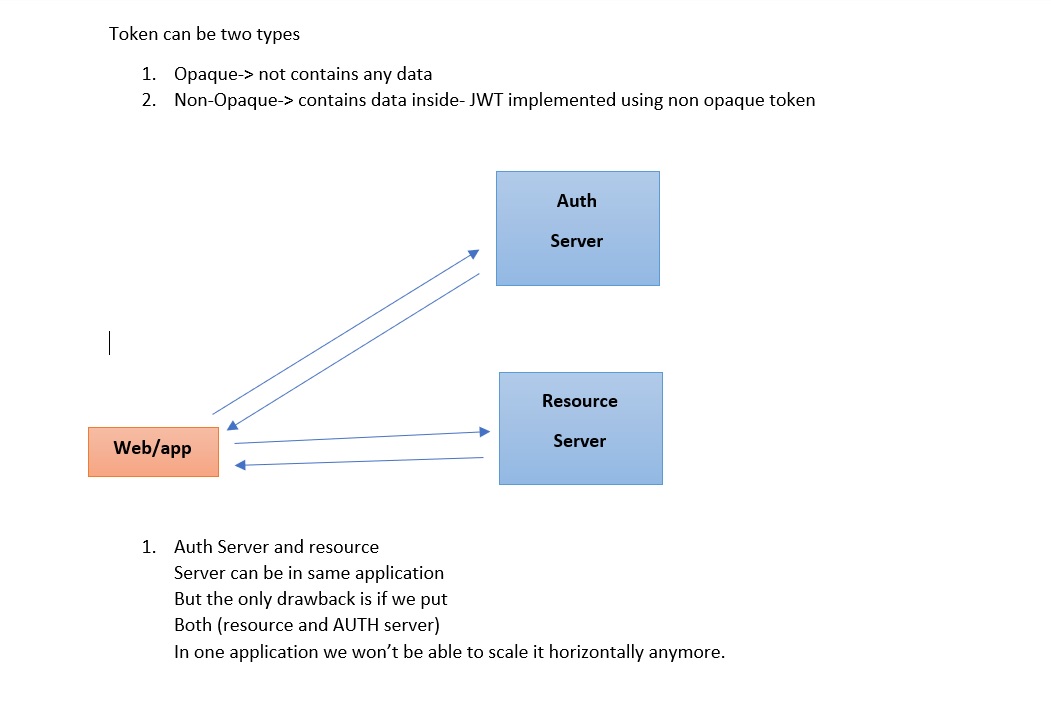 Token can be two types
1. Opaque-> not contains any data
2. Non-Opaque-> contains data inside- JWT implemented using non opaque token
Auth
Server
Resource
Server
Web/app
1. Auth Server and resource
Server can be in same application
But the only drawback is if we put
Both (resource and AUTH server)
In one application we won’t be able to scale it horizontally anymore.